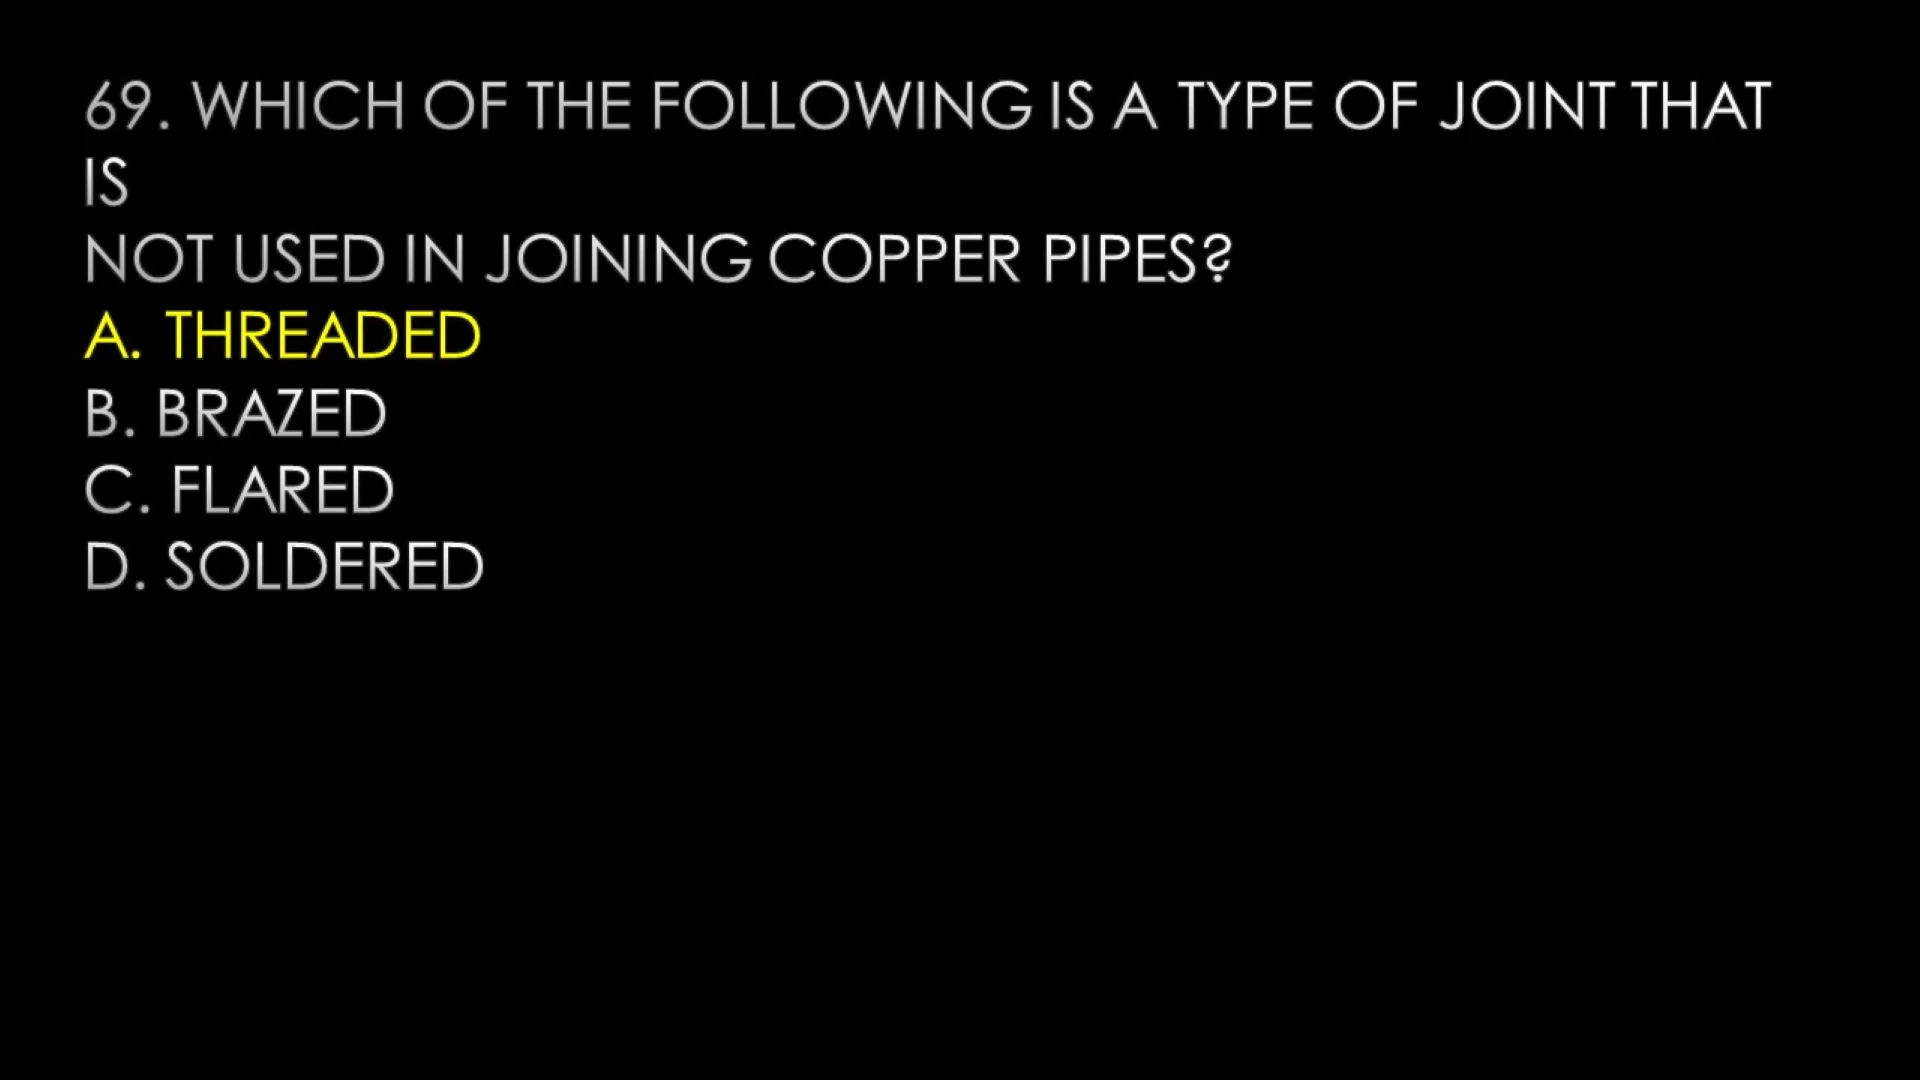 69. WHICH OF THE FOLLOWING IS A TYPE OF JOINT THAT
IS
NOT USED IN JOINING COPPER PIPES?
A. THREADED
B. BRAZED
C. FLARED
D. SOLDERED